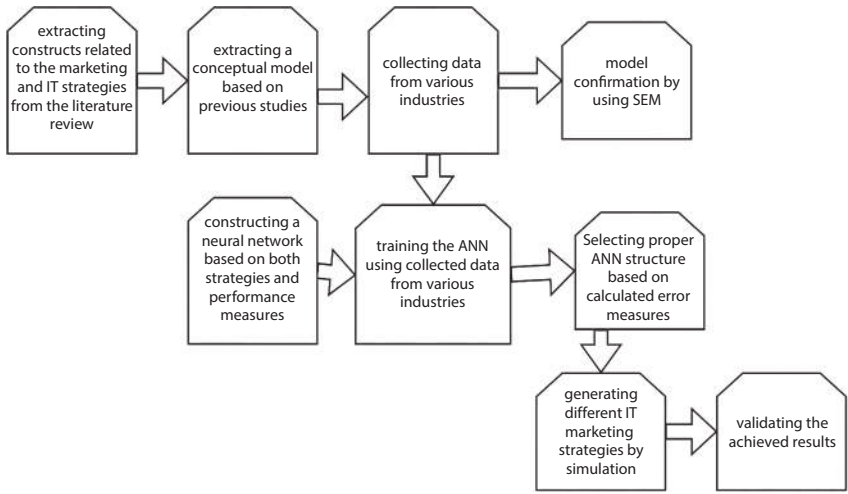 extracting
constructs related
to the marketing
and IT strategies
from the literature
review
extracting a
conceptual model
based on
previous studies
collecting data
from various
industries
model
confirmation by
using SEM
constructing a
neural network
based on both
strategies and
performance
measures
training the ANN
using collected data
from various
industries
Selecting proper
ANN structure
based on
calculated error
measures
generating
different IT
marketing
strategies by
simulation
validating the
achieved results